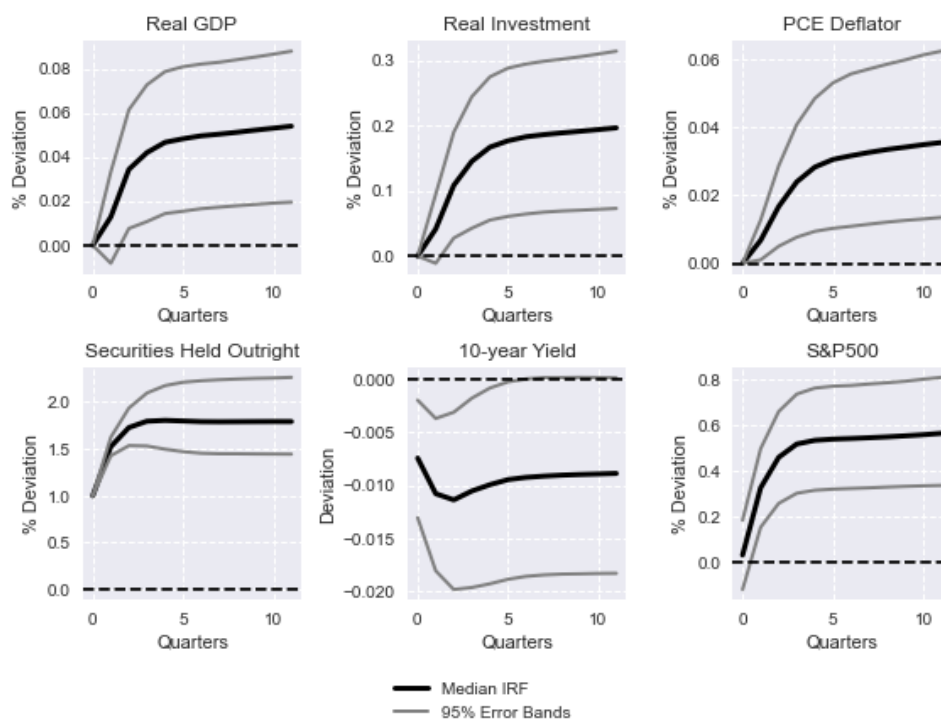 Real GDP
Real Investment
PCE Deflator
% Deviation
0.08
0.06
0.04
0.02
0.00
0 5 10
Quarters
% Deviation
0.3
0.2
0.1
0.0
0 5 10
Quarters
% Deviation
0.06
0.04
0.02
0.00
0 5 10
Quarters
Securities Held Outright
10-year Yield
S&P500
% Deviation
2.0
1.5
1.0
0.5
0.0
0 5 10
Quarters
Deviation
0.000
−0.005
−0.010
−0.015
−0.020
0 5 10
Quarters
% Deviation
0.8
0.6
0.4
0.2
0.0
0 5 10
Quarters
Median IRF
95% Error Bands